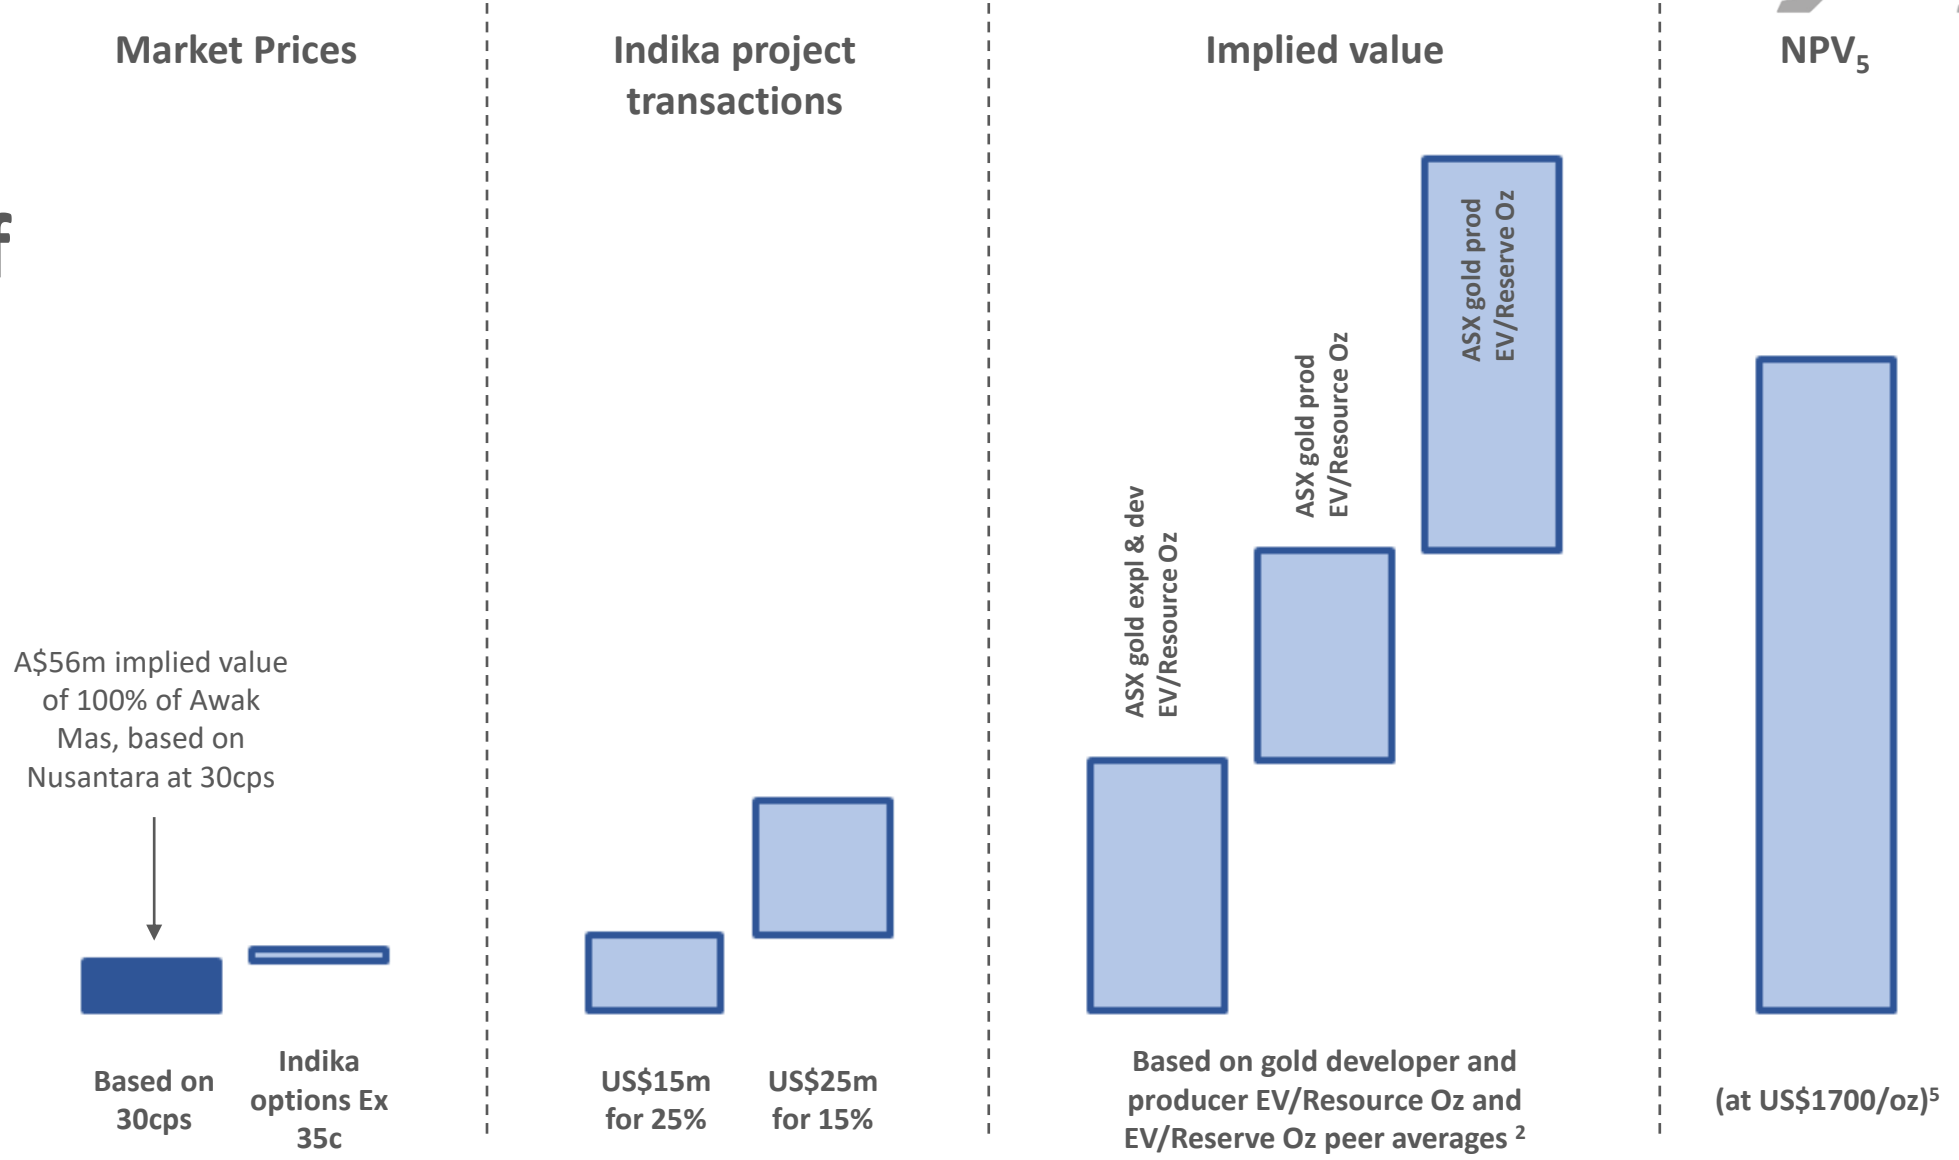 Market Prices
Indika project
transactions
Implied value
NPV5
f
A$56m implied value
of 100% of Awak
Mas, based on
Nusantara at 30cps
ASX gold expl & dev
EV/Resource Oz
ASX gold prod
EV/Resource Oz
ASX gold prod
EV/Reserve Oz
Based on
30cps
Indika
options Ex
35c
US$15m
for 25%
US$25m
for 15%
Based on gold developer and
producer EV/Resource Oz and
EV/Reserve Oz peer averages 2
(at US$1700/oz)5